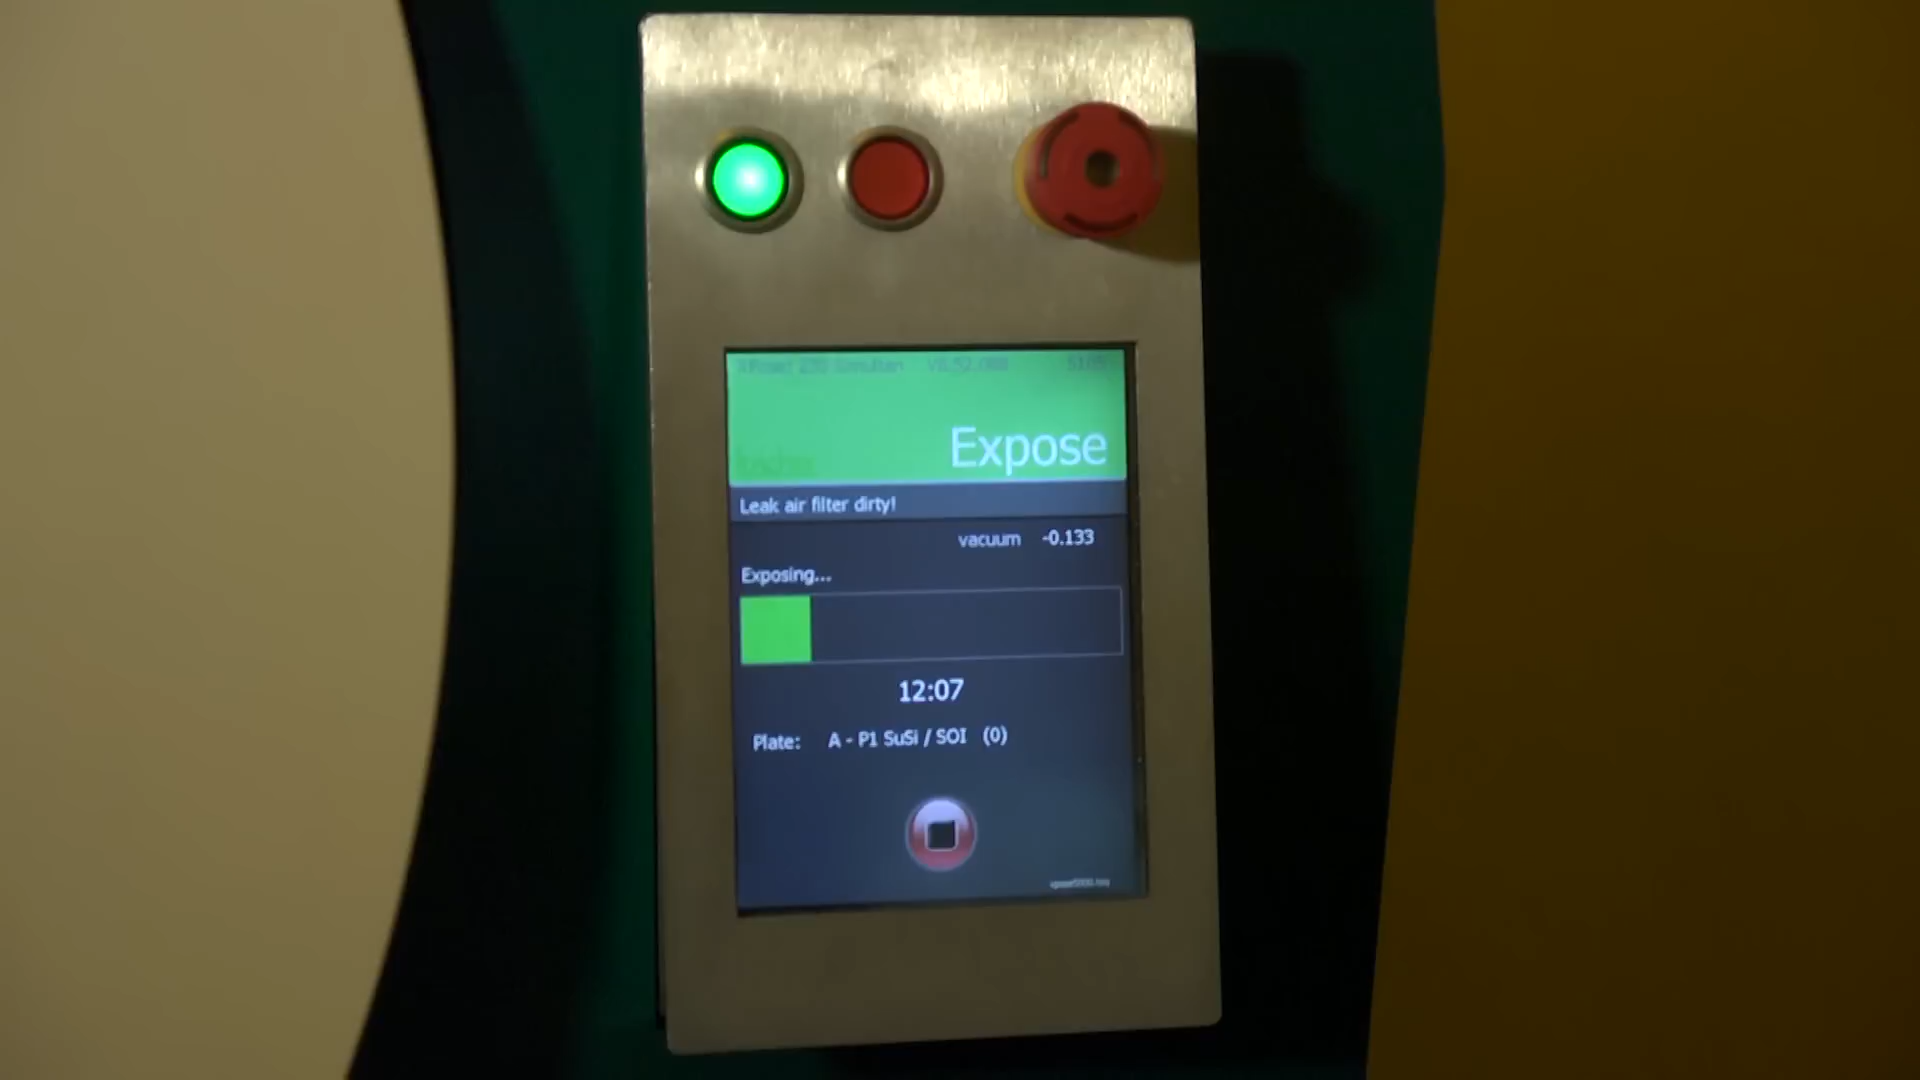 Expose
Leak air filter dirty!
vacuum -0.133
Exposing...
12:07
Plate: A - P1 SuSi / SOI (0)